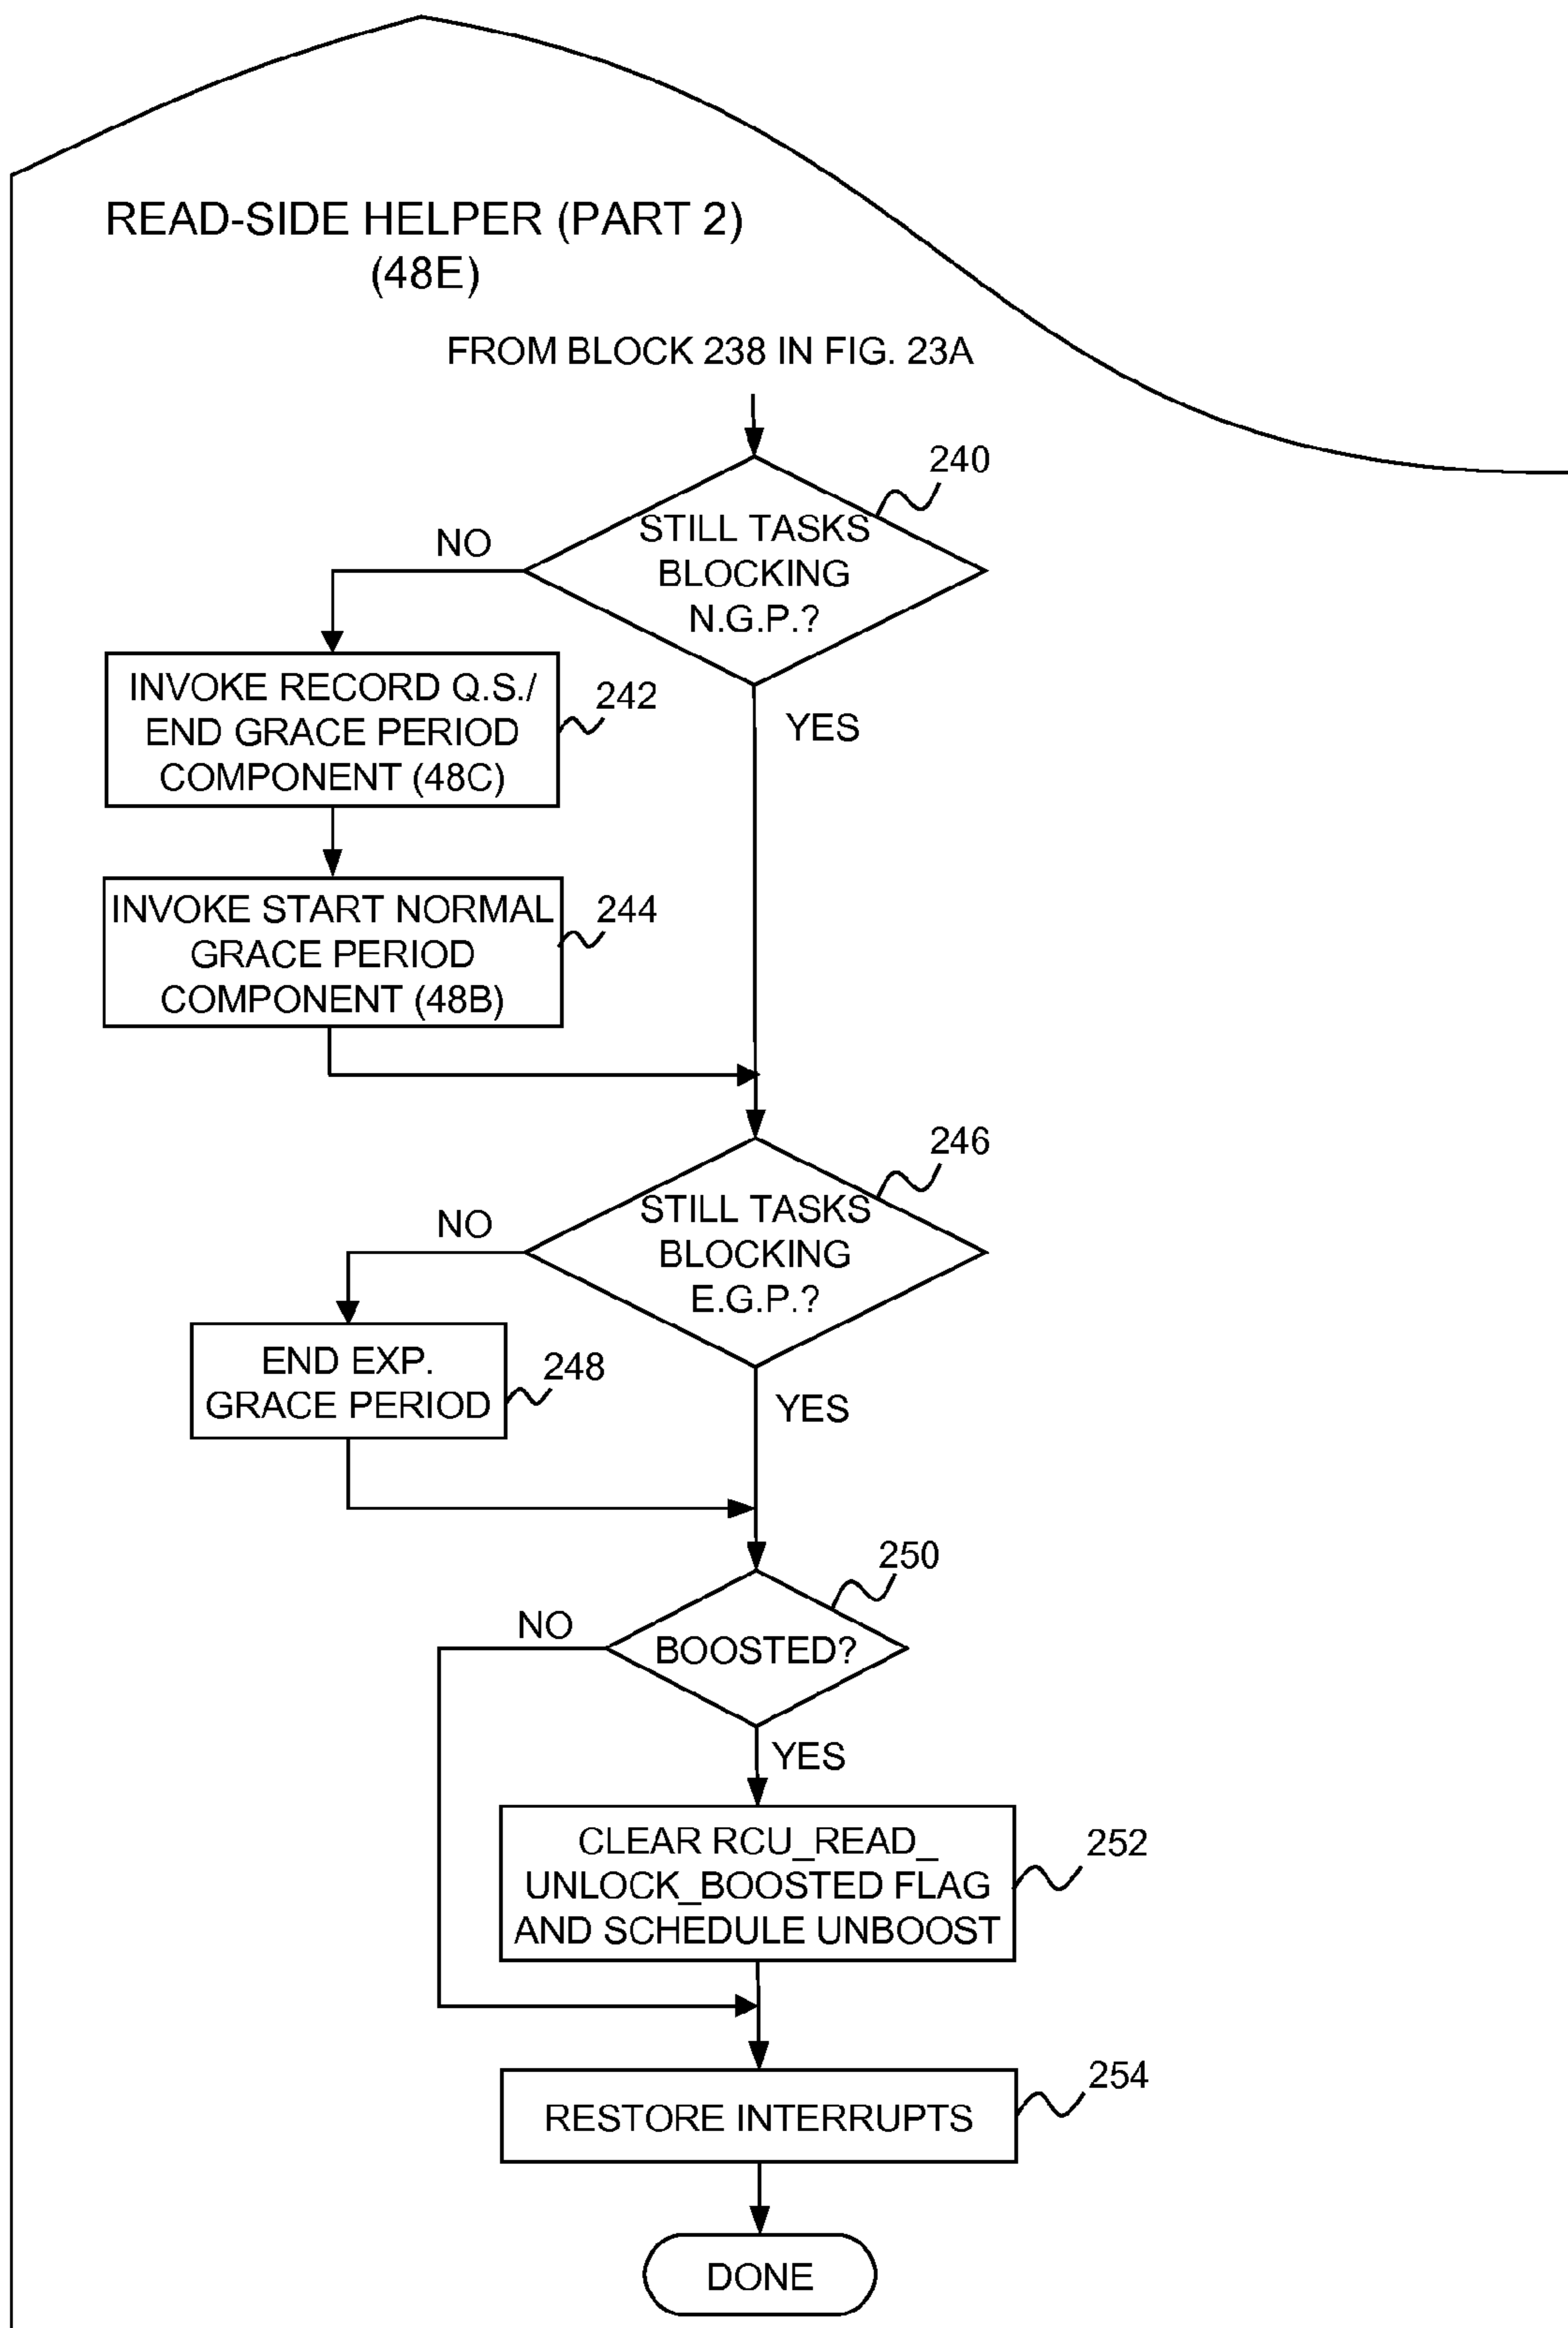 READ-SIDE HELPER (PART 2)
(48E)
FROM BLOCK 238 IN FIG. 23A
240
STILL TASKS
BLOCKING
N.G.P.?
NO
YES
INVOKE RECORD Q.S./
END GRACE PERIOD
COMPONENT (48C)
242
INVOKE START NORMAL
GRACE PERIOD
COMPONENT (48B)
244
246
STILL TASKS
BLOCKING
E.G.P.?
NO
YES
END EXP.
GRACE PERIOD
248
250
BOOSTED?
NO
YES
CLEAR RCU_READ_
UNLOCK_BOOSTED FLAG
AND SCHEDULE UNBOOST
252
RESTORE INTERRUPTS
254
DONE